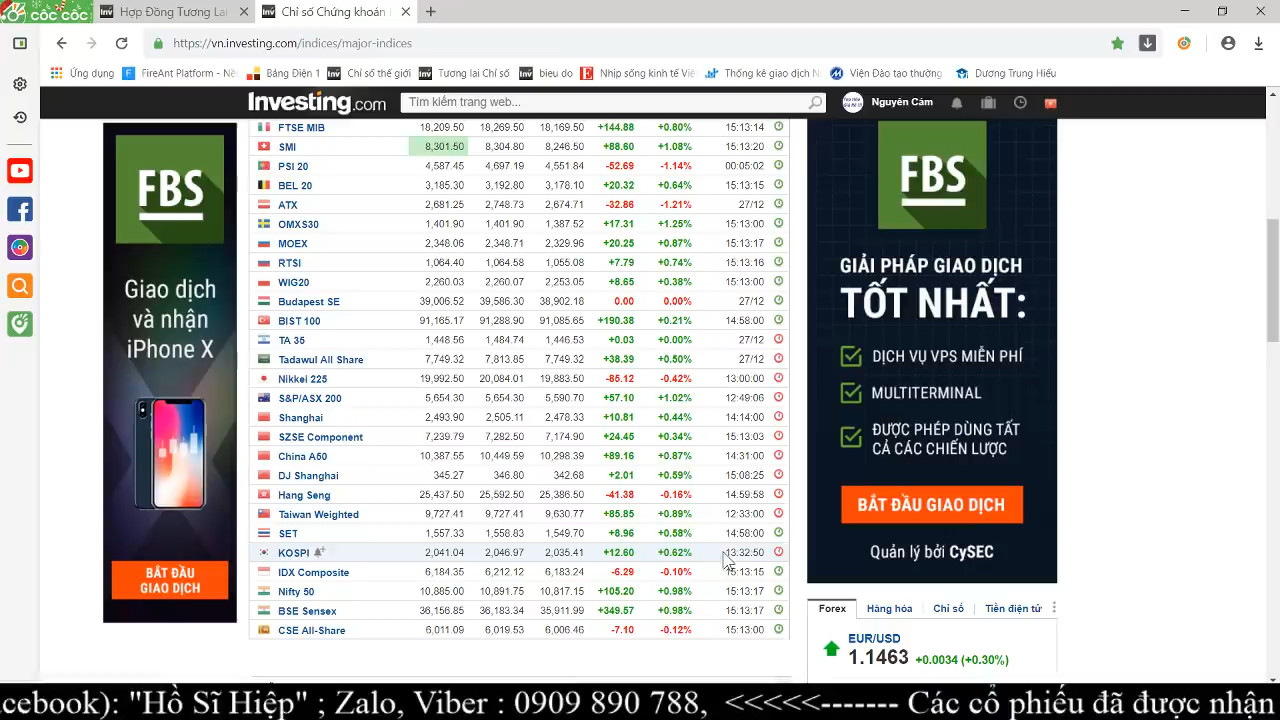 CỐC CỐC
Hợp Đồng Tương Lai
Chỉ số Chứng khoán
https://vn.investing.com/indices/major-indices
Ứng dụng
FireAnt Platform - Nề
Bảng Điện 1
Chỉ số thế giới
Tương lai Chỉ số
bieu do
Nhịp sống kinh tế Việ
Thống kê giao dịch N
Viện Đào tạo thường
Dương Trung Hiếu
Investing.com
Tìm kiếm trang web...
Nguyên Cảm
FTSE MIB 18,209.50 18,269.50 18,169.50 +144.88 +0.80% 15:13:14
SMI 8,301.50 8,304.80 8,246.50 +88.60 +1.08% 15:13:20
PSI 20 4,587.45 4,697.19 4,551.84 -52.69 -1.14% 00:05:02
BEL 20 3,185.30 3,192.80 3,178.10 +20.32 +0.64% 15:13:15
ATX 2,681.25 2,748.73 2,674.71 -32.86 -1.21% 27/12
OMXS30 1,401.90 1,401.90 1,387.52 +17.31 +1.25% 15:13:17
MOEX 2,348.06 2,348.71 2,329.96 +20.25 +0.87% 15:13:17
RTSI 1,064.40 1,064.58 1,055.08 +7.79 +0.74% 15:13:16
WIG20 2,260.03 2,260.07 2,253.05 +8.65 +0.38% 15:13:00
Budapest SE 39,006.52 39,586.30 38,902.18 0.00 0.00% 27/12
BIST 100 91,165.17 91,288.90 91,085.65 +190.38 +0.21% 14:58:00
TA 35 1,448.56 1,484.74 1,446.53 +0.03 +0.00% 27/12
Tadawul All Share 7,749.32 7,813.85 7,749.32 +38.39 +0.50% 27/12
Nikkei 225 19,992.50 20,084.01 19,883.50 -85.12 -0.42% 13:00:00
S&P/ASX 200 5,654.30 5,654.30 5,590.70 +57.10 +1.02% 12:49:06
Shanghai 2,493.90 2,505.11 2,478.33 +10.81 +0.44% 14:14:00
SZSE Component 7,239.79 7,282.50 7,174.90 +24.45 +0.34% 15:13:03
China A50 10,387.55 10,449.59 10,298.39 +89.16 +0.87% 14:31:00
DJ Shanghai 345.27 346.80 342.68 +2.01 +0.59% 15:08:25
Hang Seng 25,437.50 25,592.50 25,386.50 -41.38 -0.16% 14:59:58
Taiwan Weighted 9,727.41 9,727.41 9,630.77 +85.85 +0.89% 12:33:00
SET 1,557.33 1,558.83 1,549.70 +8.96 +0.58% 14:58:00
KOSPI 2,041.04 2,046.97 2,035.41 +12.60 +0.62% 13:32:50
IDX Composite 6,184.35 6,212.12 6,183.24 -6.29 -0.10% 15:13:15
Nifty 50 10,885.00 10,891.75 10,817.15 +105.20 +0.98% 15:13:17
BSE Sensex 36,156.85 36,183.34 35,911.99 +349.57 +0.98% 15:13:17
CSE All-Share 6,011.09 6,019.53 6,006.46 -7.10 -0.12% 15:13:00
FBS
Giao dịch
và nhận
iPhone X
BẮT ĐẦU
GIAO DỊCH
FBS
GIẢI PHÁP GIAO DỊCH
TỐT NHẤT:
DỊCH VỤ VPS MIỄN PHÍ
MULTITERMINAL
ĐƯỢC PHÉP DÙNG TẤT
CẢ CÁC CHIẾN LƯỢC
BẮT ĐẦU GIAO DỊCH
Quản lý bởi CySEC
Forex
Hàng hóa
Chỉ số
Tiền điện tử
EUR/USD
1.1463 +0.0034 (+0.30%)
cebook): "Hồ Sĩ Hiệp" ; Zalo, Viber : 0909 890 788, <<<<<------- Các cổ phiếu đã được nhận